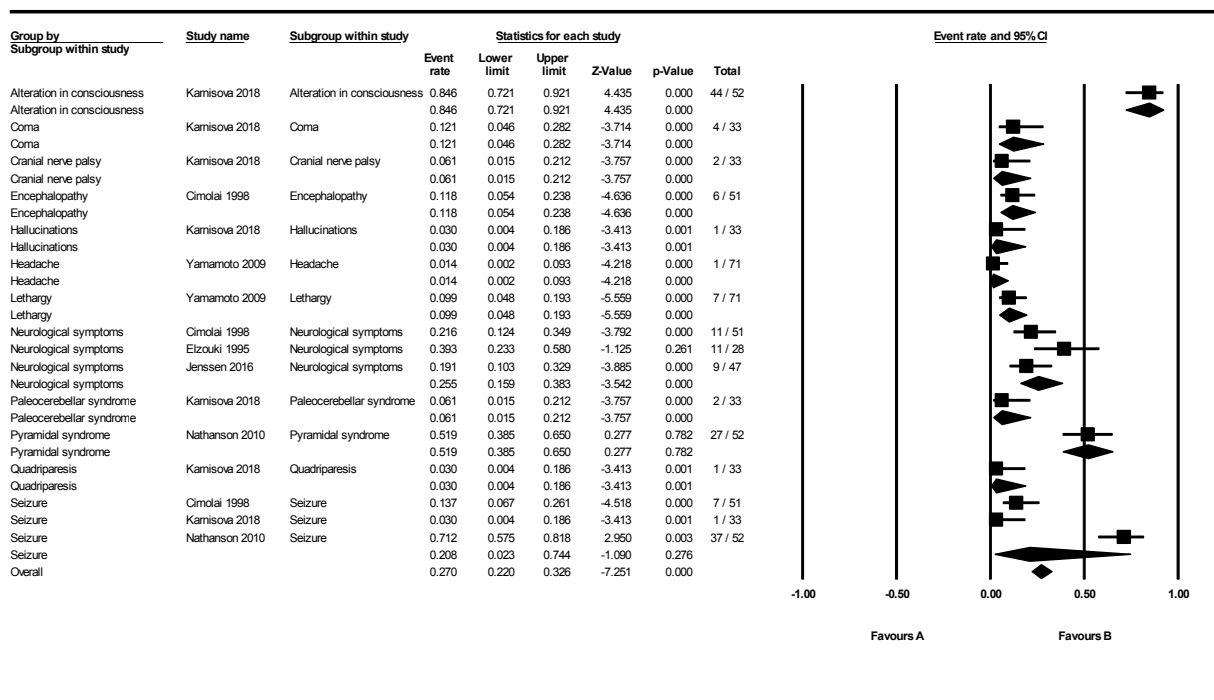 Group by Study name Subgroup within study Statistics for each study Event rate and 95% CI
Subgroup within study
Event Lower Upper
rate limit limit Z-Value p-Value Total
Alteration in consciousness Karnisova 2018 Alteration in consciousness 0.846 0.721 0.921 4.435 0.000 44 / 52
Alteration in consciousness 0.846 0.721 0.921 4.435 0.000
Coma Karnisova 2018 Coma 0.121 0.046 0.282 -3.714 0.000 4 / 33
Coma 0.121 0.046 0.282 -3.714 0.000
Cranial nerve palsy Karnisova 2018 Cranial nerve palsy 0.061 0.015 0.212 -3.757 0.000 2 / 33
Cranial nerve palsy 0.061 0.015 0.212 -3.757 0.000
Encephalopathy Cimolai 1998 Encephalopathy 0.118 0.054 0.238 -4.636 0.000 6 / 51
Encephalopathy 0.118 0.054 0.238 -4.636 0.000
Hallucinations Karnisova 2018 Hallucinations 0.030 0.004 0.186 -3.413 0.001 1 / 33
Hallucinations 0.030 0.004 0.186 -3.413 0.001
Headache Yamamoto 2009 Headache 0.014 0.002 0.093 -4.218 0.000 1 / 71
Headache 0.014 0.002 0.093 -4.218 0.000
Lethargy Yamamoto 2009 Lethargy 0.099 0.048 0.193 -5.559 0.000 7 / 71
Lethargy 0.099 0.048 0.193 -5.559 0.000
Neurological symptoms Cimolai 1998 Neurological symptoms 0.216 0.124 0.349 -3.792 0.000 11 / 51
Neurological symptoms Elzouki 1995 Neurological symptoms 0.393 0.233 0.580 -1.125 0.261 11 / 28
Neurological symptoms Jenssen 2016 Neurological symptoms 0.191 0.103 0.329 -3.885 0.000 9 / 47
Neurological symptoms 0.255 0.159 0.383 -3.542 0.000
Paleocerebellar syndrome Karnisova 2018 Paleocerebellar syndrome 0.061 0.015 0.212 -3.757 0.000 2 / 33
Paleocerebellar syndrome 0.061 0.015 0.212 -3.757 0.000
Pyramidal syndrome Nathanson 2010 Pyramidal syndrome 0.519 0.385 0.650 0.277 0.782 27 / 52
Pyramidal syndrome 0.519 0.385 0.650 0.277 0.782
Quadriparesis Karnisova 2018 Quadriparesis 0.030 0.004 0.186 -3.413 0.001 1 / 33
Quadriparesis 0.030 0.004 0.186 -3.413 0.001
Seizure Cimolai 1998 Seizure 0.137 0.067 0.261 -4.518 0.000 7 / 51
Seizure Karnisova 2018 Seizure 0.030 0.004 0.186 -3.413 0.001 1 / 33
Seizure Nathanson 2010 Seizure 0.712 0.575 0.818 2.950 0.003 37 / 52
Seizure 0.208 0.023 0.744 -1.090 0.276
Overall 0.270 0.220 0.326 -7.251 0.000
-1.00 -0.50 0.00 0.50 1.00
Favours A Favours B